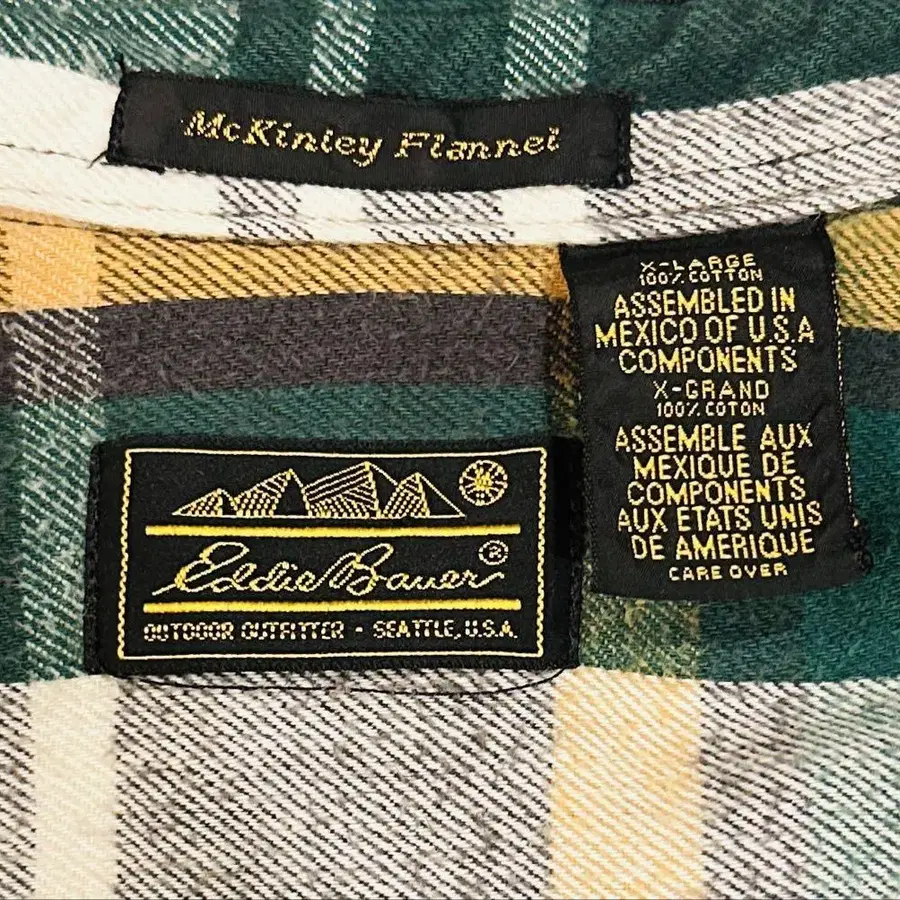 McKinley Flannel
X-LARGE
100% COTTON
ASSEMBLED IN
MEXICO OF U.S.A
COMPONENTS
X-GRAND
100% COTON
ASSEMBLE AUX
MEXIQUE DE
COMPONENTS
AUX ETATS UNIS
DE AMERIQUE
CARE OVER
Eddie Bauer®
OUTDOOR OUTFITTER - SEATTLE, U.S.A.